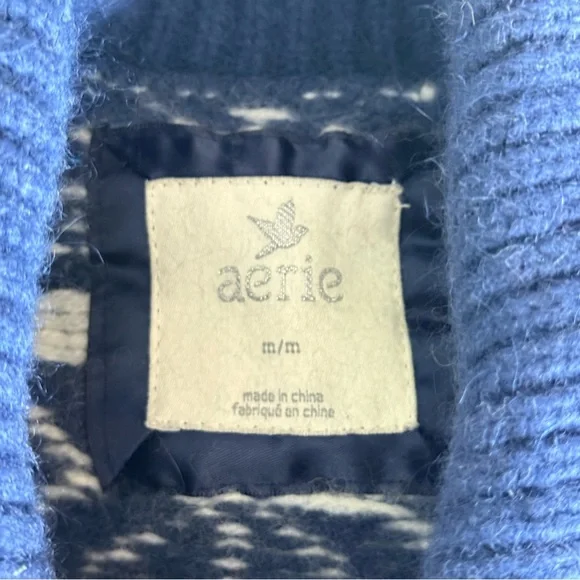 aerie
m/m
made in china
fabriqué en chine